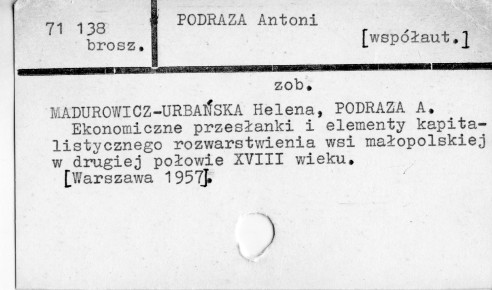 71 138
brosz.
PODRAZA Antoni
[współaut.]
zob.
MADUROWICZ-URBAŃSKA Helena, PODRAZA A.
Ekonomiczne przesłanki i elementy kapita-
listycznego rozwarstwienia wsi małopolskiej
w drugiej połowie XVIII wieku.
[Warszawa 1957].